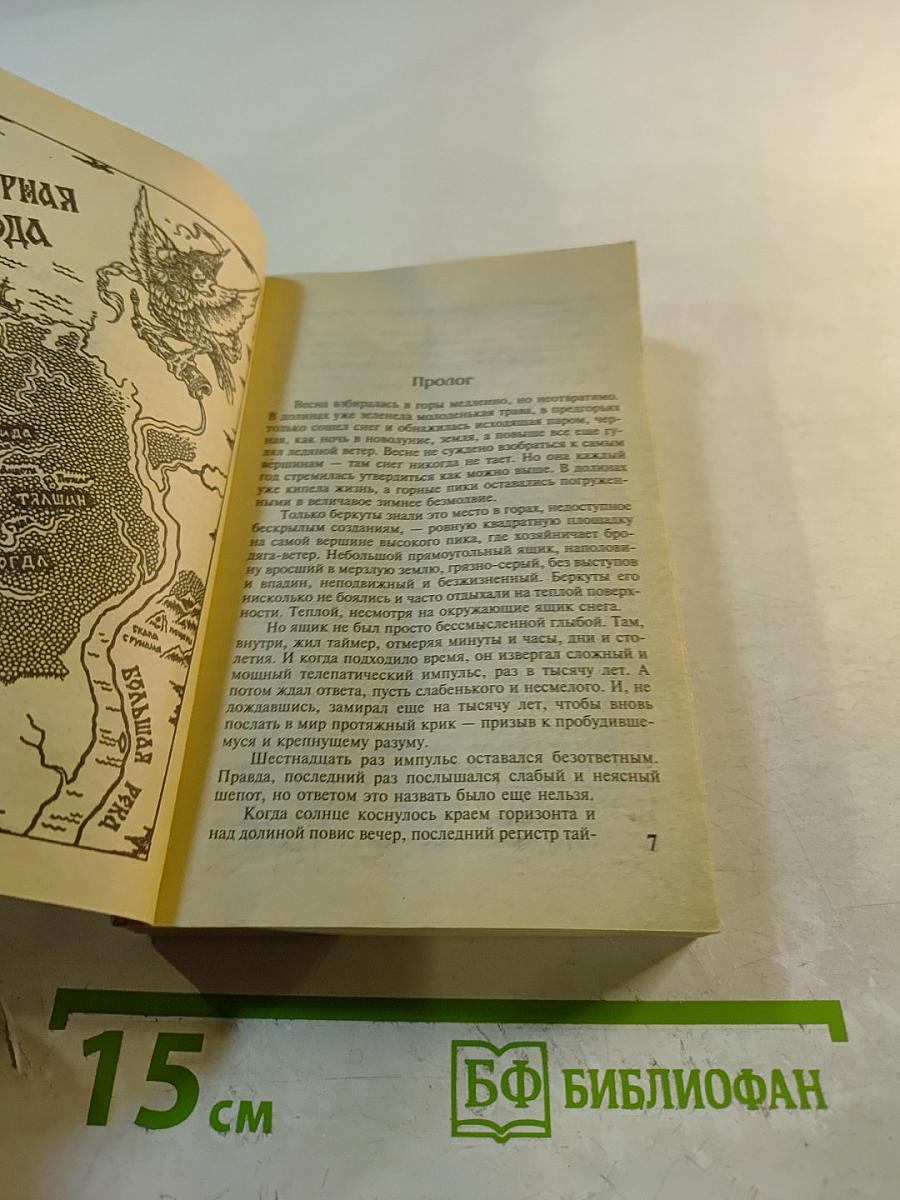 РНАЯ
ОДА
ТЯЛШАН
ОГДА
СКАЛА
БОЛЬШАЯ РЕКА
Пролог
Весна взбиралась в горы медленно, но неотвратимо.
В долинах уже зеленела молоденькая трава, в предгорьях
только сошел снег и обнажилась исходящая паром, чер-
ная, как ночь в новолуние, земля, а повыше все еще гу-
лял ледяной ветер. Весне не суждено взобраться к самым
вершинам — там снег никогда не тает. Но она каждый
год стремилась утвердиться как можно выше. В долинах
уже кипела жизнь, а горные пики оставались погружен-
ными в величавое зимнее безмолвие.
Только беркуты знали это место в горах, недоступное
бескрылым созданиям, — ровную квадратную площадку
на самой вершине высокого пика, где хозяйничает бро-
дяга-ветер. Небольшой прямоугольный ящик, наполови-
ну вросший в мерзлую землю, грязно-серый, без выступов
и впадин, неподвижный и безжизненный. Беркуты его
нисколько не боялись и часто отдыхали на теплой поверх-
ности. Теплой, несмотря на окружающие ящик снега.
Но ящик не был просто бессмысленной глыбой. Там,
внутри, жил таймер, отмеряя минуты и часы, дни и сто-
летия. И когда подходило время, он извергал сложный и
мощный телепатический импульс, раз в тысячу лет. А
потом ждал ответа, пусть слабенького и несмелого. И, не
дождавшись, замирал еще на тысячу лет, чтобы вновь
послать в мир протяжный крик — призыв к пробудивше-
муся и крепнущему разуму.
Шестнадцать раз импульс оставался безответным.
Правда, последний раз послышался слабый и неясный
шепот, но ответом это назвать было еще нельзя.
Когда солнце коснулось краем горизонта и
над долиной повис вечер, последний регистр тай-
7
15 см
БФ БИБЛИОФАН